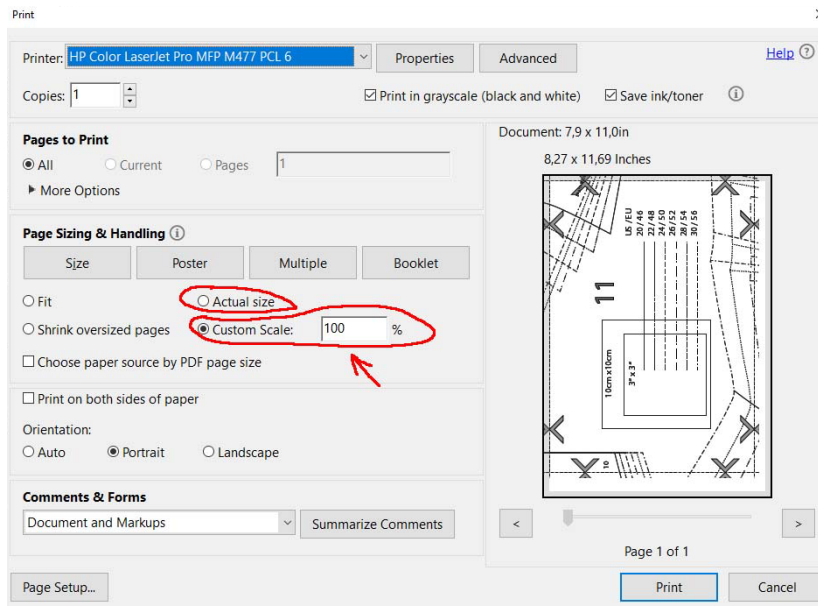 Print
Printer: HP Color LaserJet Pro MFP M477 PCL 6 Properties Advanced Help ?
Copies: 1 Print in grayscale (black and white) Save ink/toner i
Pages to Print
All Current Pages 1
More Options
Page Sizing & Handling i
Size Poster Multiple Booklet
Fit Actual size
Shrink oversized pages Custom Scale: 100 %
Choose paper source by PDF page size
Print on both sides of paper
Orientation:
Auto Portrait Landscape
Comments & Forms
Document and Markups Summarize Comments
Document: 7,9 x 11,0in
8,27 x 11,69 Inches
US /EU
20/46
22/48
24/50
26/52
28/54
30/56
11
10cm x10cm
3" x 3"
10
< >
Page 1 of 1
Page Setup... Print Cancel